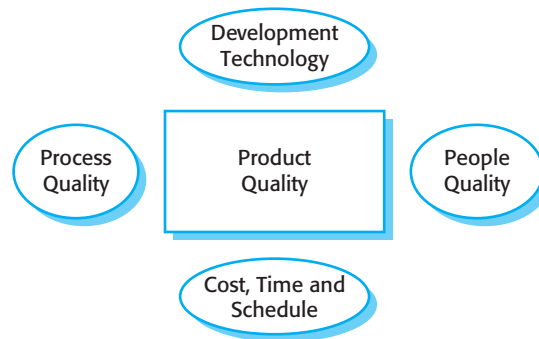 Development
Technology
Process
Quality
Product
Quality
People
Quality
Cost, Time and
Schedule